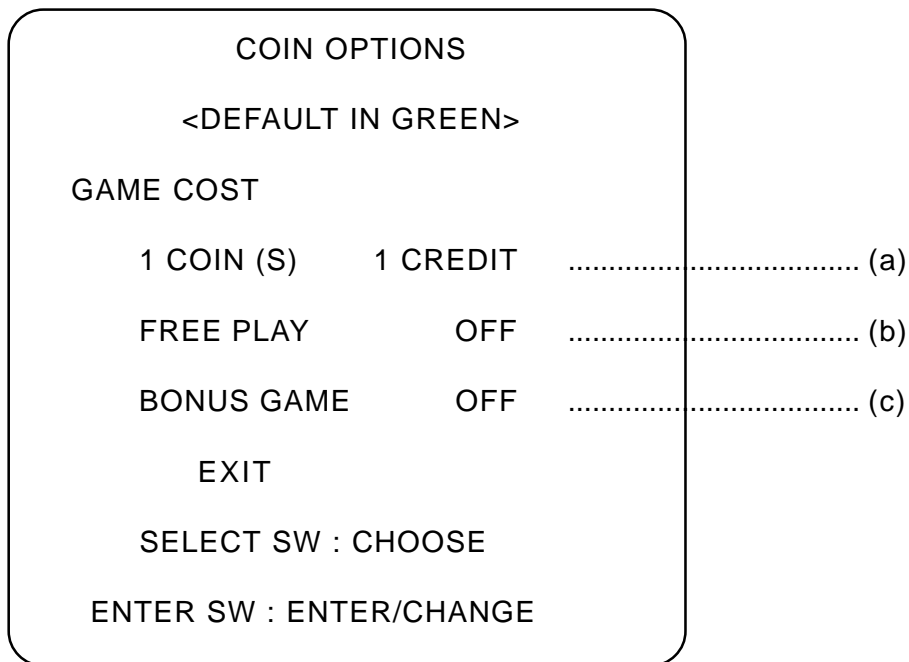 COIN OPTIONS
<DEFAULT IN GREEN>
GAME COST
1 COIN (S) 1 CREDIT .................................... (a)
FREE PLAY OFF .................................... (b)
BONUS GAME OFF .................................... (c)
EXIT
SELECT SW : CHOOSE
ENTER SW : ENTER/CHANGE